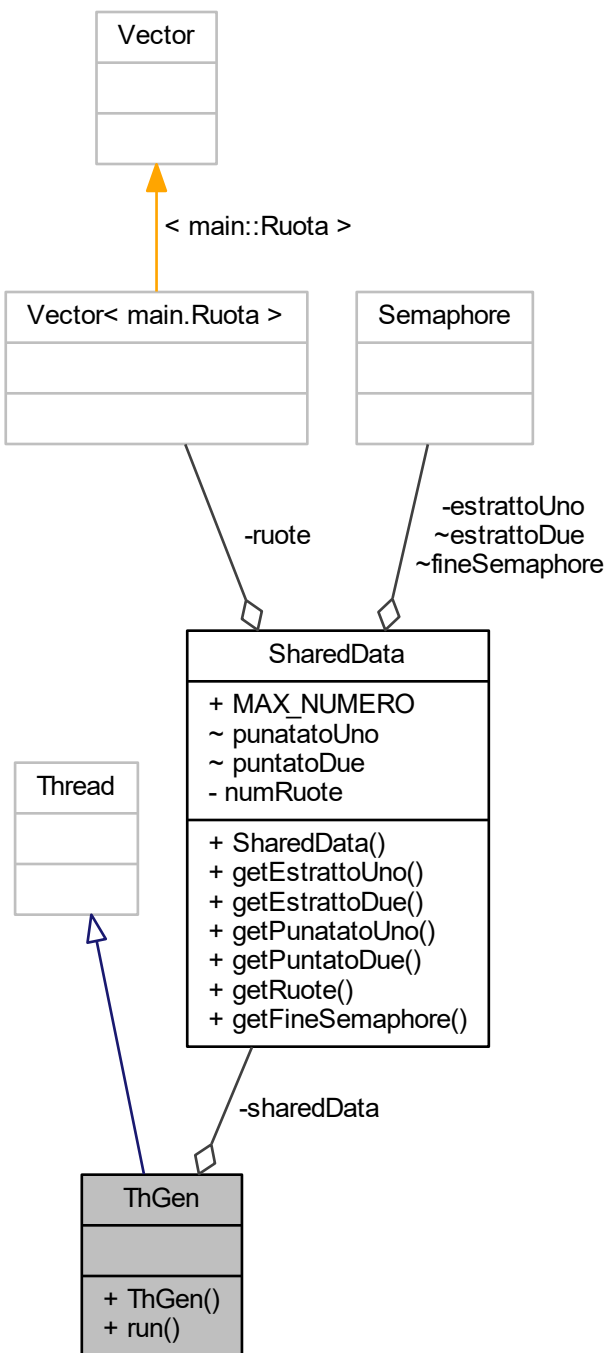 Vector
< main::Ruota >
Vector< main.Ruota >
Semaphore
-ruote
-estrattoUno
~estrattoDue
~fineSemaphore
SharedData
+ MAX_NUMERO
~ punatatoUno
~ puntatoDue
- numRuote
+ SharedData()
+ getEstrattoUno()
+ getEstrattoDue()
+ getPunatatoUno()
+ getPuntatoDue()
+ getRuote()
+ getFineSemaphore()
Thread
-sharedData
ThGen
+ ThGen()
+ run()